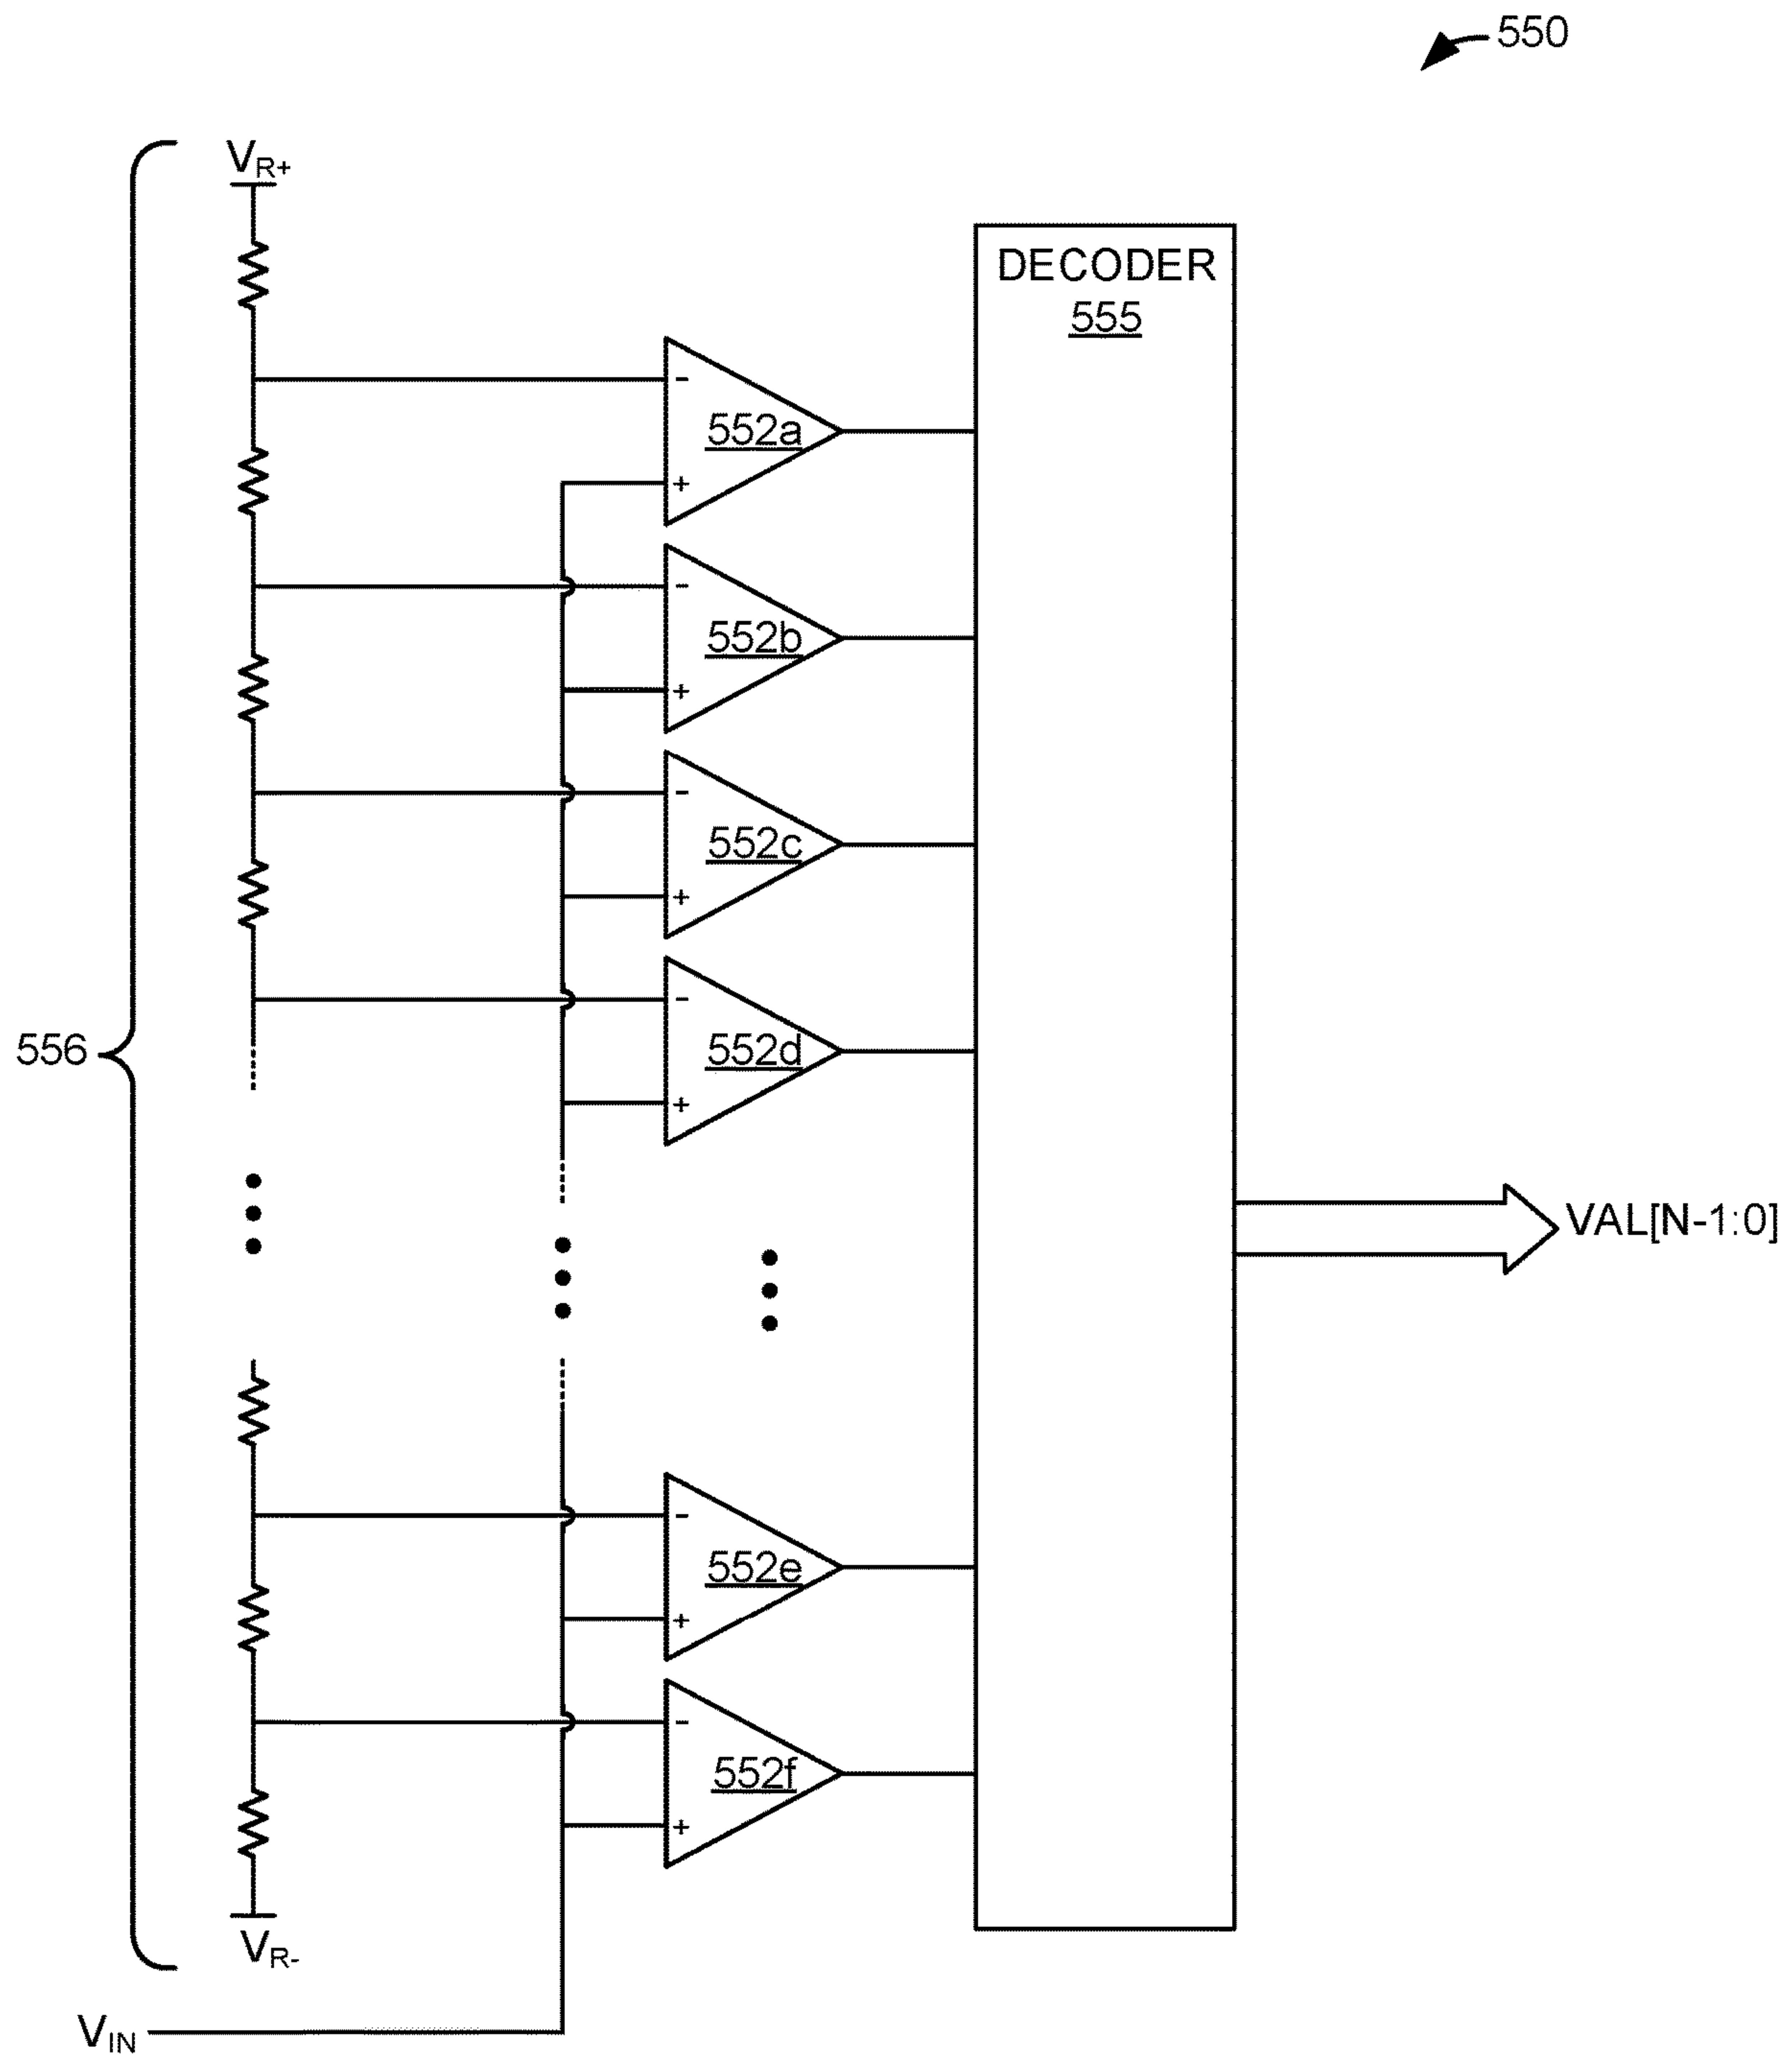 550
VR+
DECODER
555
-
552a
+
-
552b
+
-
552c
+
-
552d
+
556
VAL[N-1:0]
-
552e
+
-
552f
+
VR-
VIN